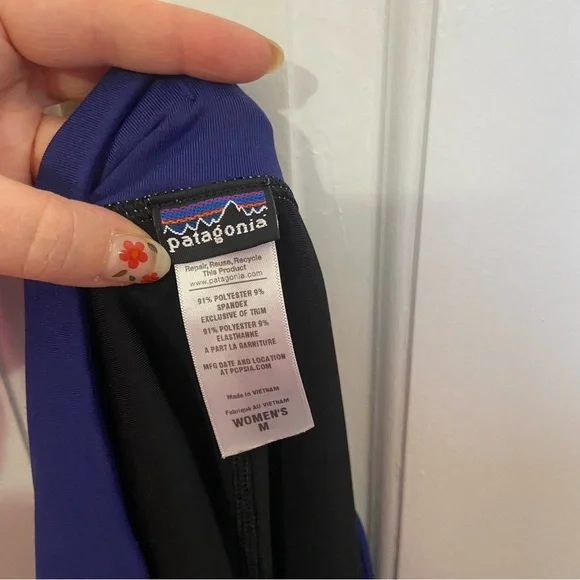 patagonia
Repair, Reuse, Recycle
This Product
www.patagonia.com
91% POLYESTER 9%
SPANDEX
EXCLUSIVE OF TRIM
91% POLYESTER 9%
ELASTHANNE
A PART LA GARNITURE
MFG DATE AND LOCATION
AT PCPSIA.COM
Made in VIETNAM
Fabriqué AU VIETNAM
WOMEN'S
M